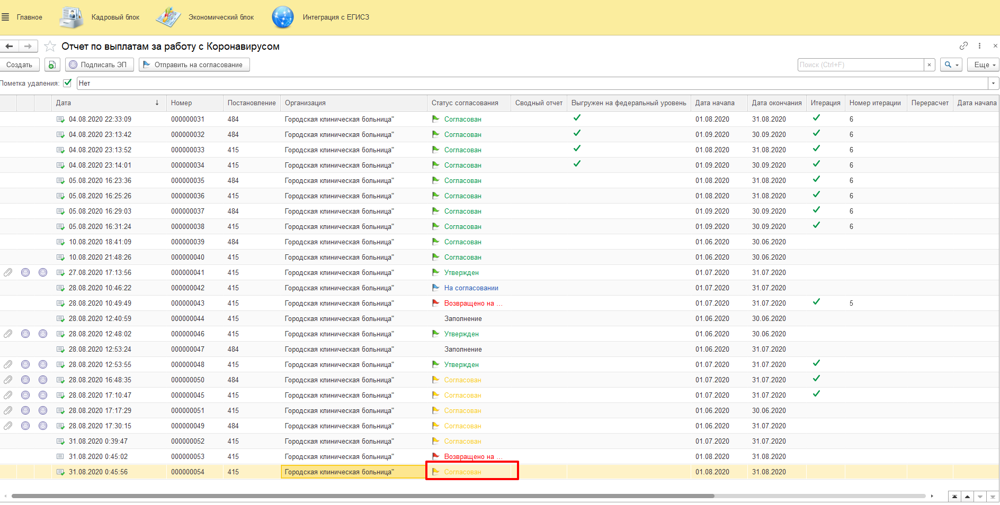 Главное Кадровый блок Экономический блок Интеграция с ЕГИСЗ
Отчет по выплатам за работу с Коронавирусом
Создать Подписать ЭП Отправить на согласование Поиск (Ctrl+F) Еще
Пометка удаления: Нет
Дата Номер Постановление Организация Статус согласования Сводный отчет Выгружен на федеральный уровень Дата начала Дата окончания Итерация Номер итерации Перерасчет Дата начала
04.08.2020 22:33:09 000000031 484 Городская клиническая больница" Согласован 01.08.2020 31.08.2020 6
04.08.2020 23:13:42 000000032 484 Городская клиническая больница" Согласован 01.09.2020 30.09.2020 6
04.08.2020 23:13:52 000000033 415 Городская клиническая больница" Согласован 01.08.2020 31.08.2020 6
04.08.2020 23:14:01 000000034 415 Городская клиническая больница" Согласован 01.09.2020 30.09.2020 6
05.08.2020 16:23:36 000000035 484 Городская клиническая больница" Согласован 01.08.2020 31.08.2020 6
05.08.2020 16:25:26 000000036 415 Городская клиническая больница" Согласован 01.08.2020 31.08.2020 6
05.08.2020 16:29:03 000000037 484 Городская клиническая больница" Согласован 01.09.2020 30.09.2020 6
05.08.2020 16:31:24 000000038 415 Городская клиническая больница" Согласован 01.09.2020 30.09.2020 6
10.08.2020 18:41:09 000000039 484 Городская клиническая больница" Согласован 01.06.2020 30.06.2020
10.08.2020 21:48:26 000000040 415 Городская клиническая больница" Согласован 01.06.2020 30.06.2020
27.08.2020 17:13:56 000000041 415 Городская клиническая больница" Утвержден 01.07.2020 31.07.2020
28.08.2020 10:46:22 000000042 415 Городская клиническая больница" На согласовании 01.07.2020 31.07.2020
28.08.2020 10:49:49 000000043 415 Городская клиническая больница" Возвращено на ... 01.07.2020 31.07.2020 5
28.08.2020 12:40:59 000000044 415 Городская клиническая больница" Заполнение 01.06.2020 30.06.2020
28.08.2020 12:48:02 000000046 415 Городская клиническая больница" Утвержден 01.06.2020 30.06.2020
28.08.2020 12:53:24 000000047 484 Городская клиническая больница" Заполнение 01.06.2020 31.07.2020
28.08.2020 12:53:55 000000048 415 Городская клиническая больница" Утвержден 01.07.2020 31.07.2020
28.08.2020 16:48:35 000000050 484 Городская клиническая больница" Согласован 01.07.2020 31.07.2020
28.08.2020 17:10:47 000000045 415 Городская клиническая больница" Согласован 01.07.2020 31.07.2020
28.08.2020 17:17:29 000000051 415 Городская клиническая больница" Согласован 01.06.2020 30.06.2020
28.08.2020 17:30:15 000000049 484 Городская клиническая больница" Согласован 01.06.2020 31.07.2020
31.08.2020 0:39:47 000000052 415 Городская клиническая больница" Согласован 01.07.2020 31.07.2020
31.08.2020 0:45:02 000000053 415 Городская клиническая больница" Возвращено на ... 01.08.2020 31.08.2020
31.08.2020 0:45:56 000000054 415 Городская клиническая больница" Согласован 01.08.2020 31.08.2020